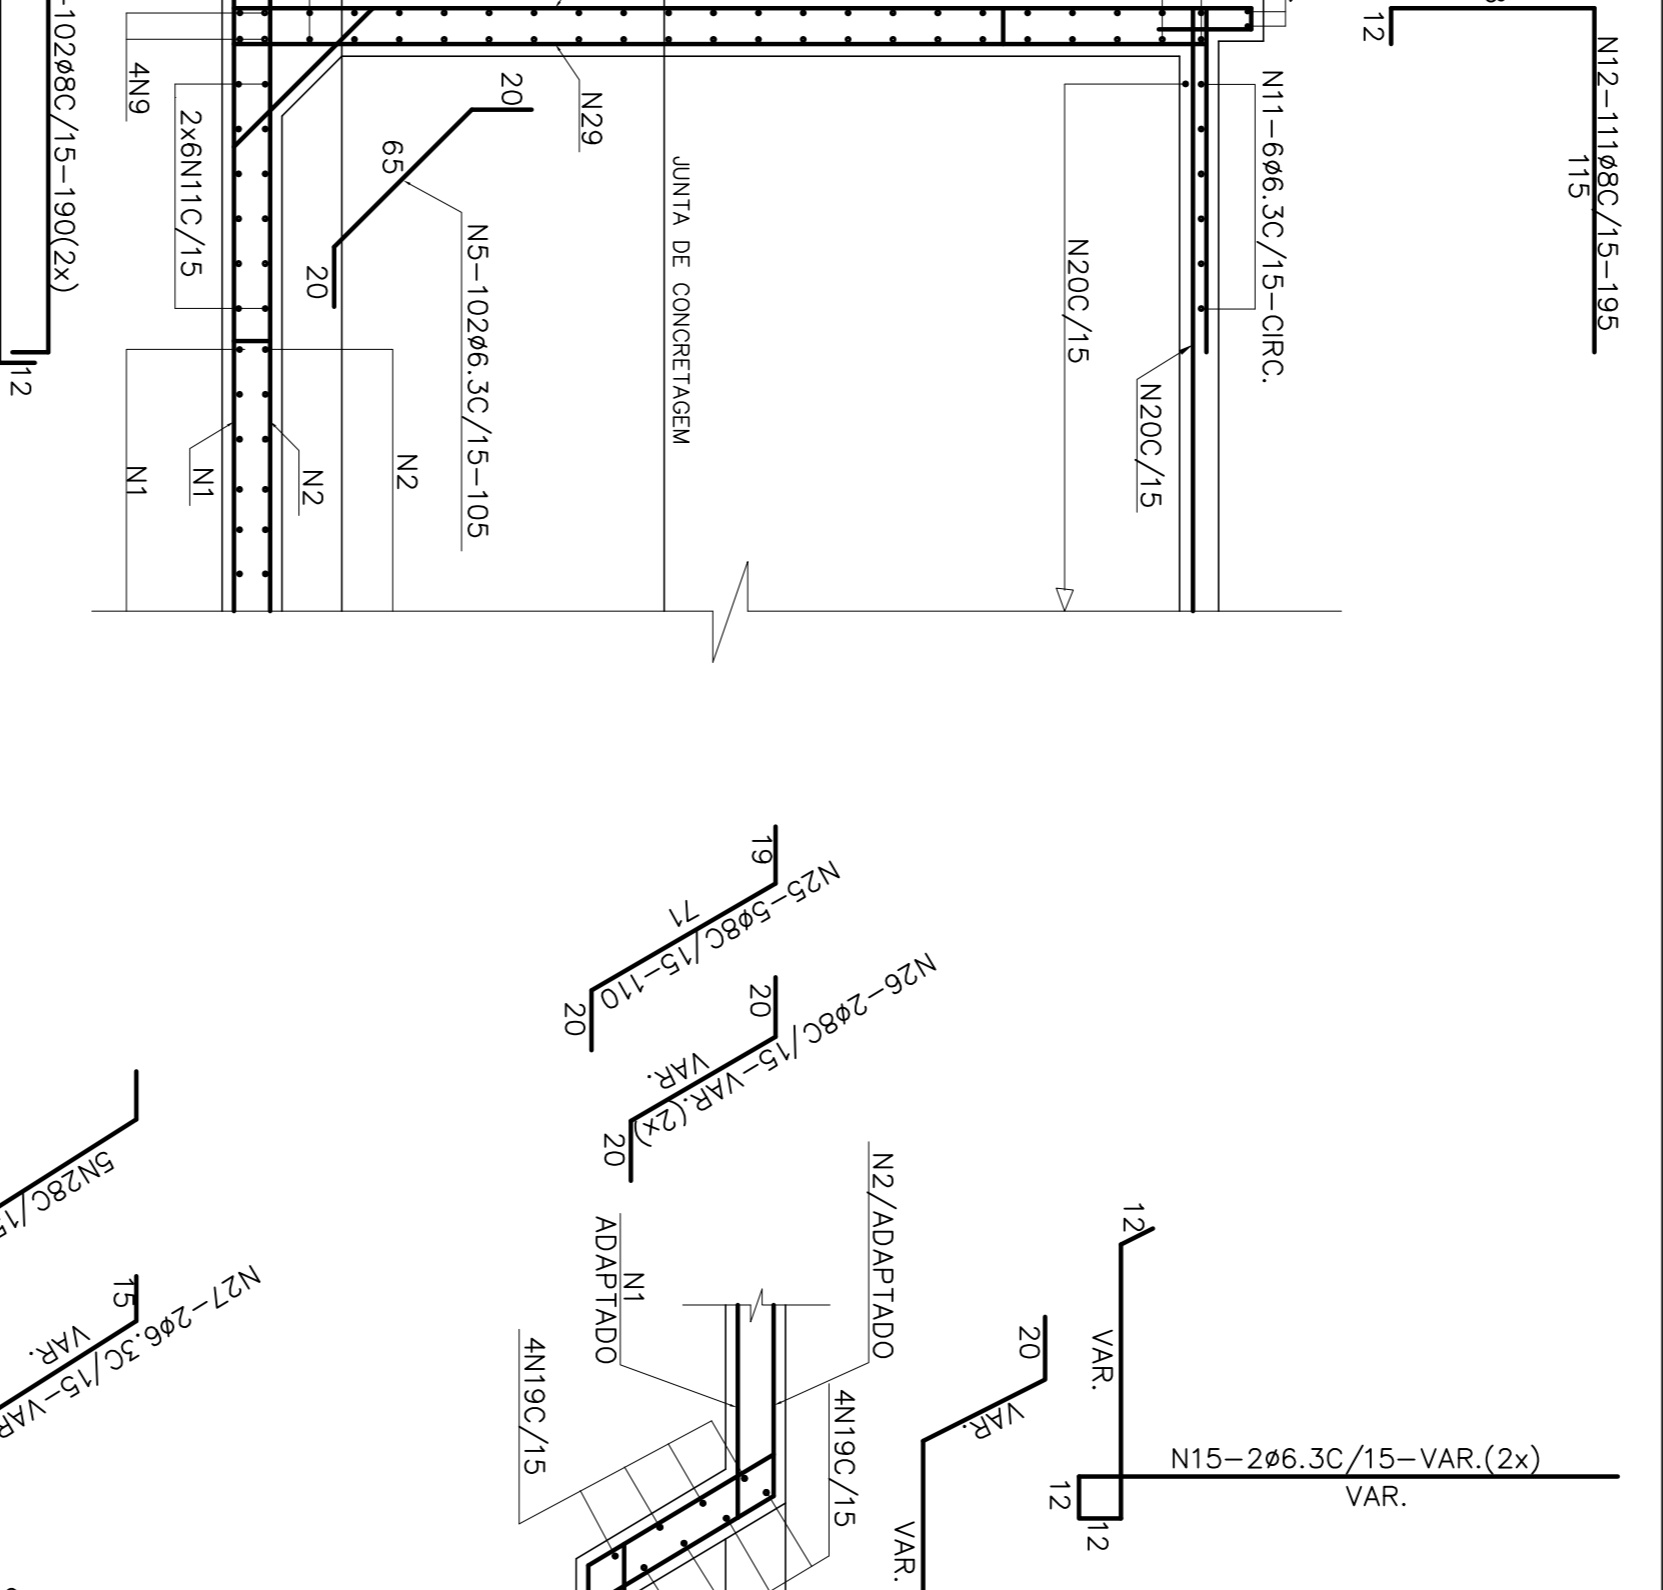 -102ø8C/15-190(2x)
12
4N9
2x6N11C/15
20
65
20
N5-102ø6.3C/15-105
N29
JUNTA DE CONCRETAGEM
N20C/15
N20C/15
N11-6ø6.3C/15-CIRC.
12
N12-111ø8C/15-195
115
N1
N1
N2
N2
19
71
20
N25-5ø8C/15-110
20
VAR.
20
N26-2ø8C/15-VAR.(2x)
5N28C/15
15
VAR.
N27-2ø6.3C/15-VAR
N1
ADAPTADO
N2/ADAPTADO
4N19C/15
4N19C/15
20
VAR.
VAR.
12
VAR.
N15-2ø6.3C/15-VAR.(2x)
VAR.
12
12